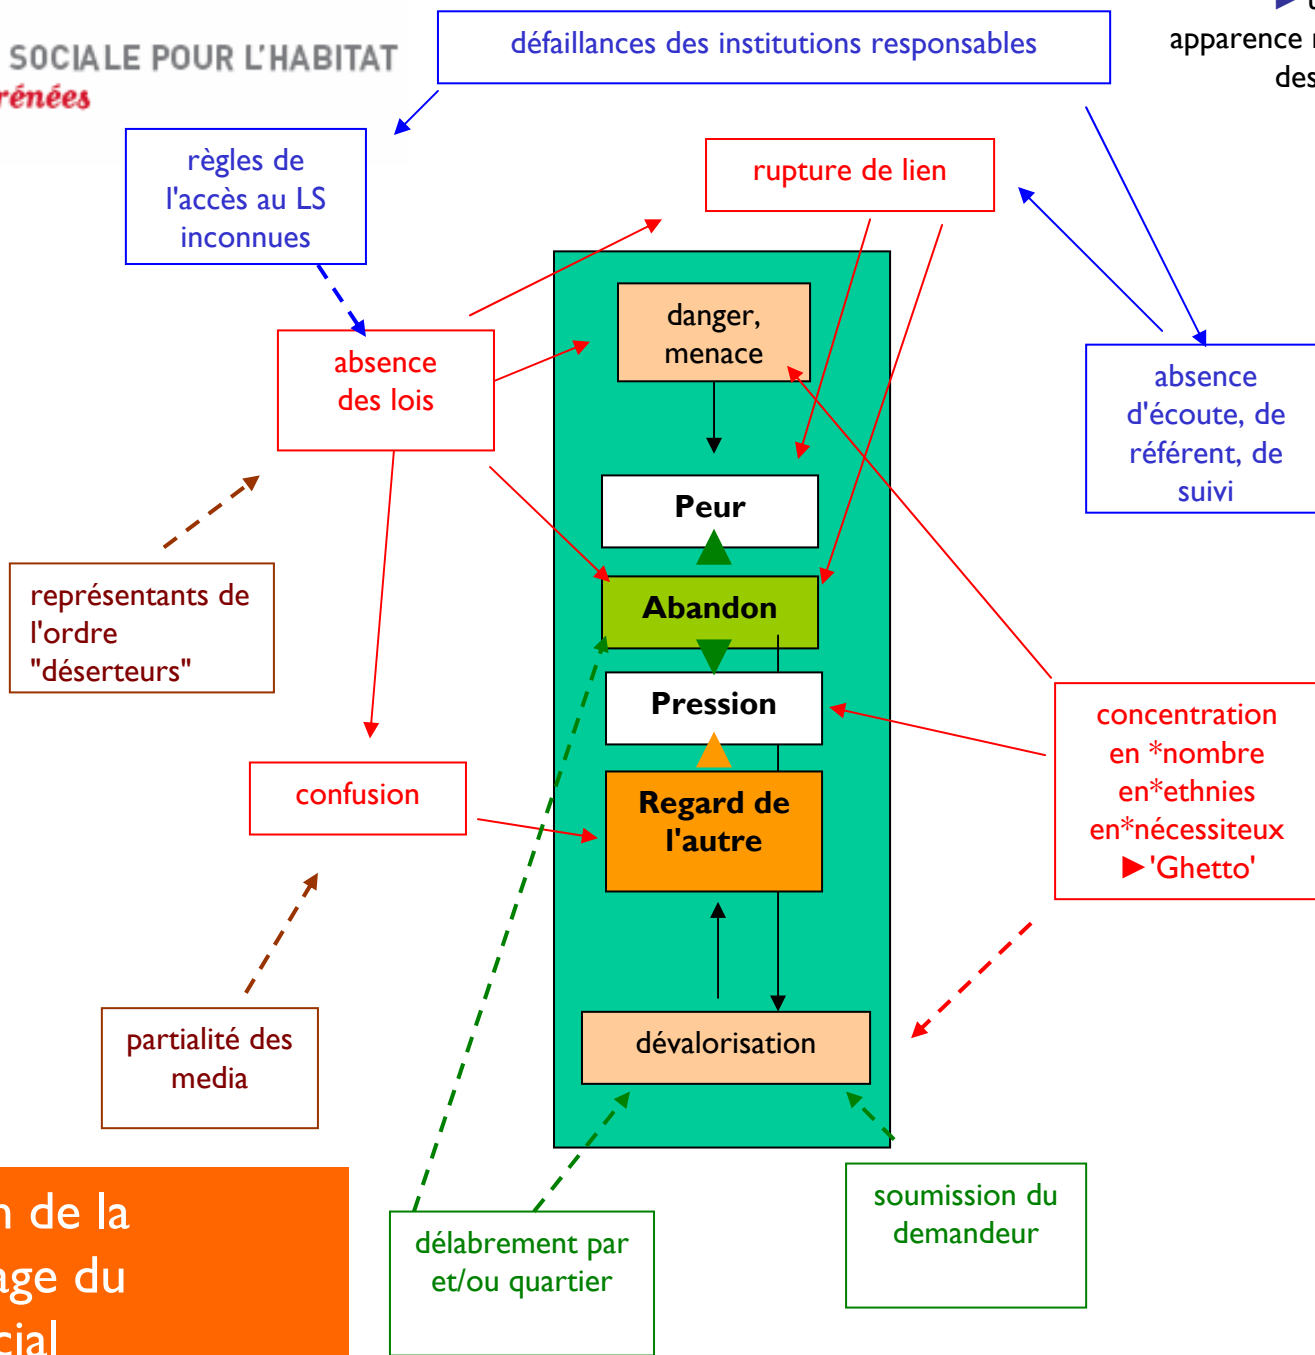 SOCIALE POUR L'HABITAT
rénées
défaillances des institutions responsables
apparence
des
règles de
l'accès au LS
inconnues
rupture de lien
danger,
menace
absence
des lois
absence
d'écoute, de
référent, de
suivi
Peur
représentants de
l'ordre
"déserteurs"
Abandon
Pression
concentration
en *nombre
en*ethnies
en*nécessiteux
►'Ghetto'
confusion
Regard de
l'autre
partialité des
media
dévalorisation
soumission du
demandeur
délabrement par
et/ou quartier
n de la
age du
cial